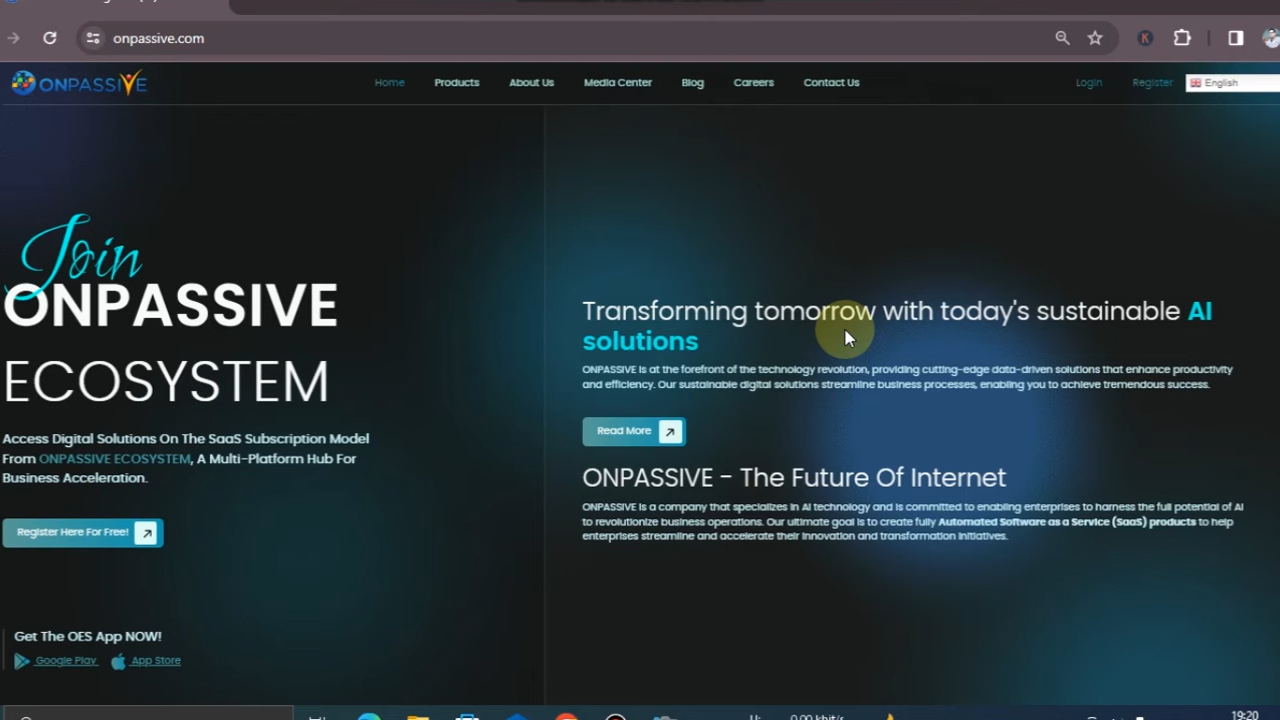 onpassive.com
K
ONPASSIVE
Home Products About Us Media Center Blog Careers Contact Us Login Register English
Join
ONPASSIVE
ECOSYSTEM
Access Digital Solutions On The SaaS Subscription Model
From ONPASSIVE ECOSYSTEM, A Multi-Platform Hub For
Business Acceleration.
Register Here For Free!
Get The OES App NOW!
Google Play App Store
Transforming tomorrow with today's sustainable AI
solutions
ONPASSIVE is at the forefront of the technology revolution, providing cutting-edge data-driven solutions that enhance productivity
and efficiency. Our sustainable digital solutions streamline business processes, enabling you to achieve tremendous success.
Read More
ONPASSIVE - The Future Of Internet
ONPASSIVE is a company that specializes in AI technology and is committed to enabling enterprises to harness the full potential of AI
to revolutionize business operations. Our ultimate goal is to create fully Automated Software as a Service (SaaS) products to help
enterprises streamline and accelerate their innovation and transformation initiatives.
0.00 kbit/s
19:20